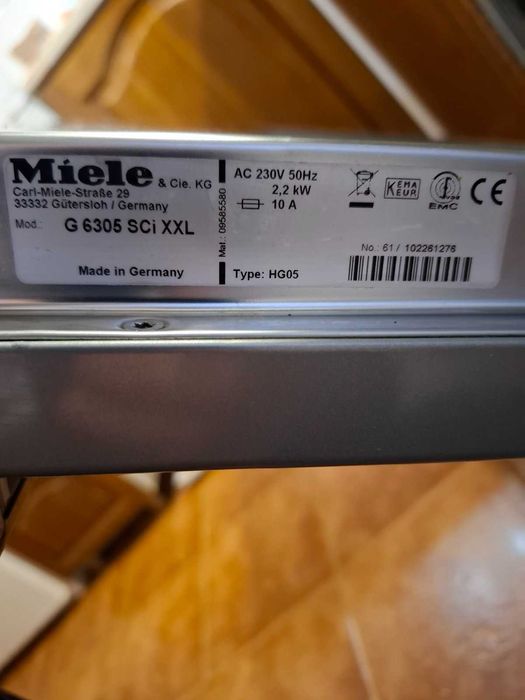 Miele & Cie. KG
Carl-Miele-Straße 29
33332 Gütersloh / Germany
Mod.: G 6305 SCi XXL
Made in Germany
Mat.: 09585580
AC 230V 50Hz
2,2 kW
10 A
Type: HG05
KEMA
EUR
EMC
CE
No.: 61 / 102261276